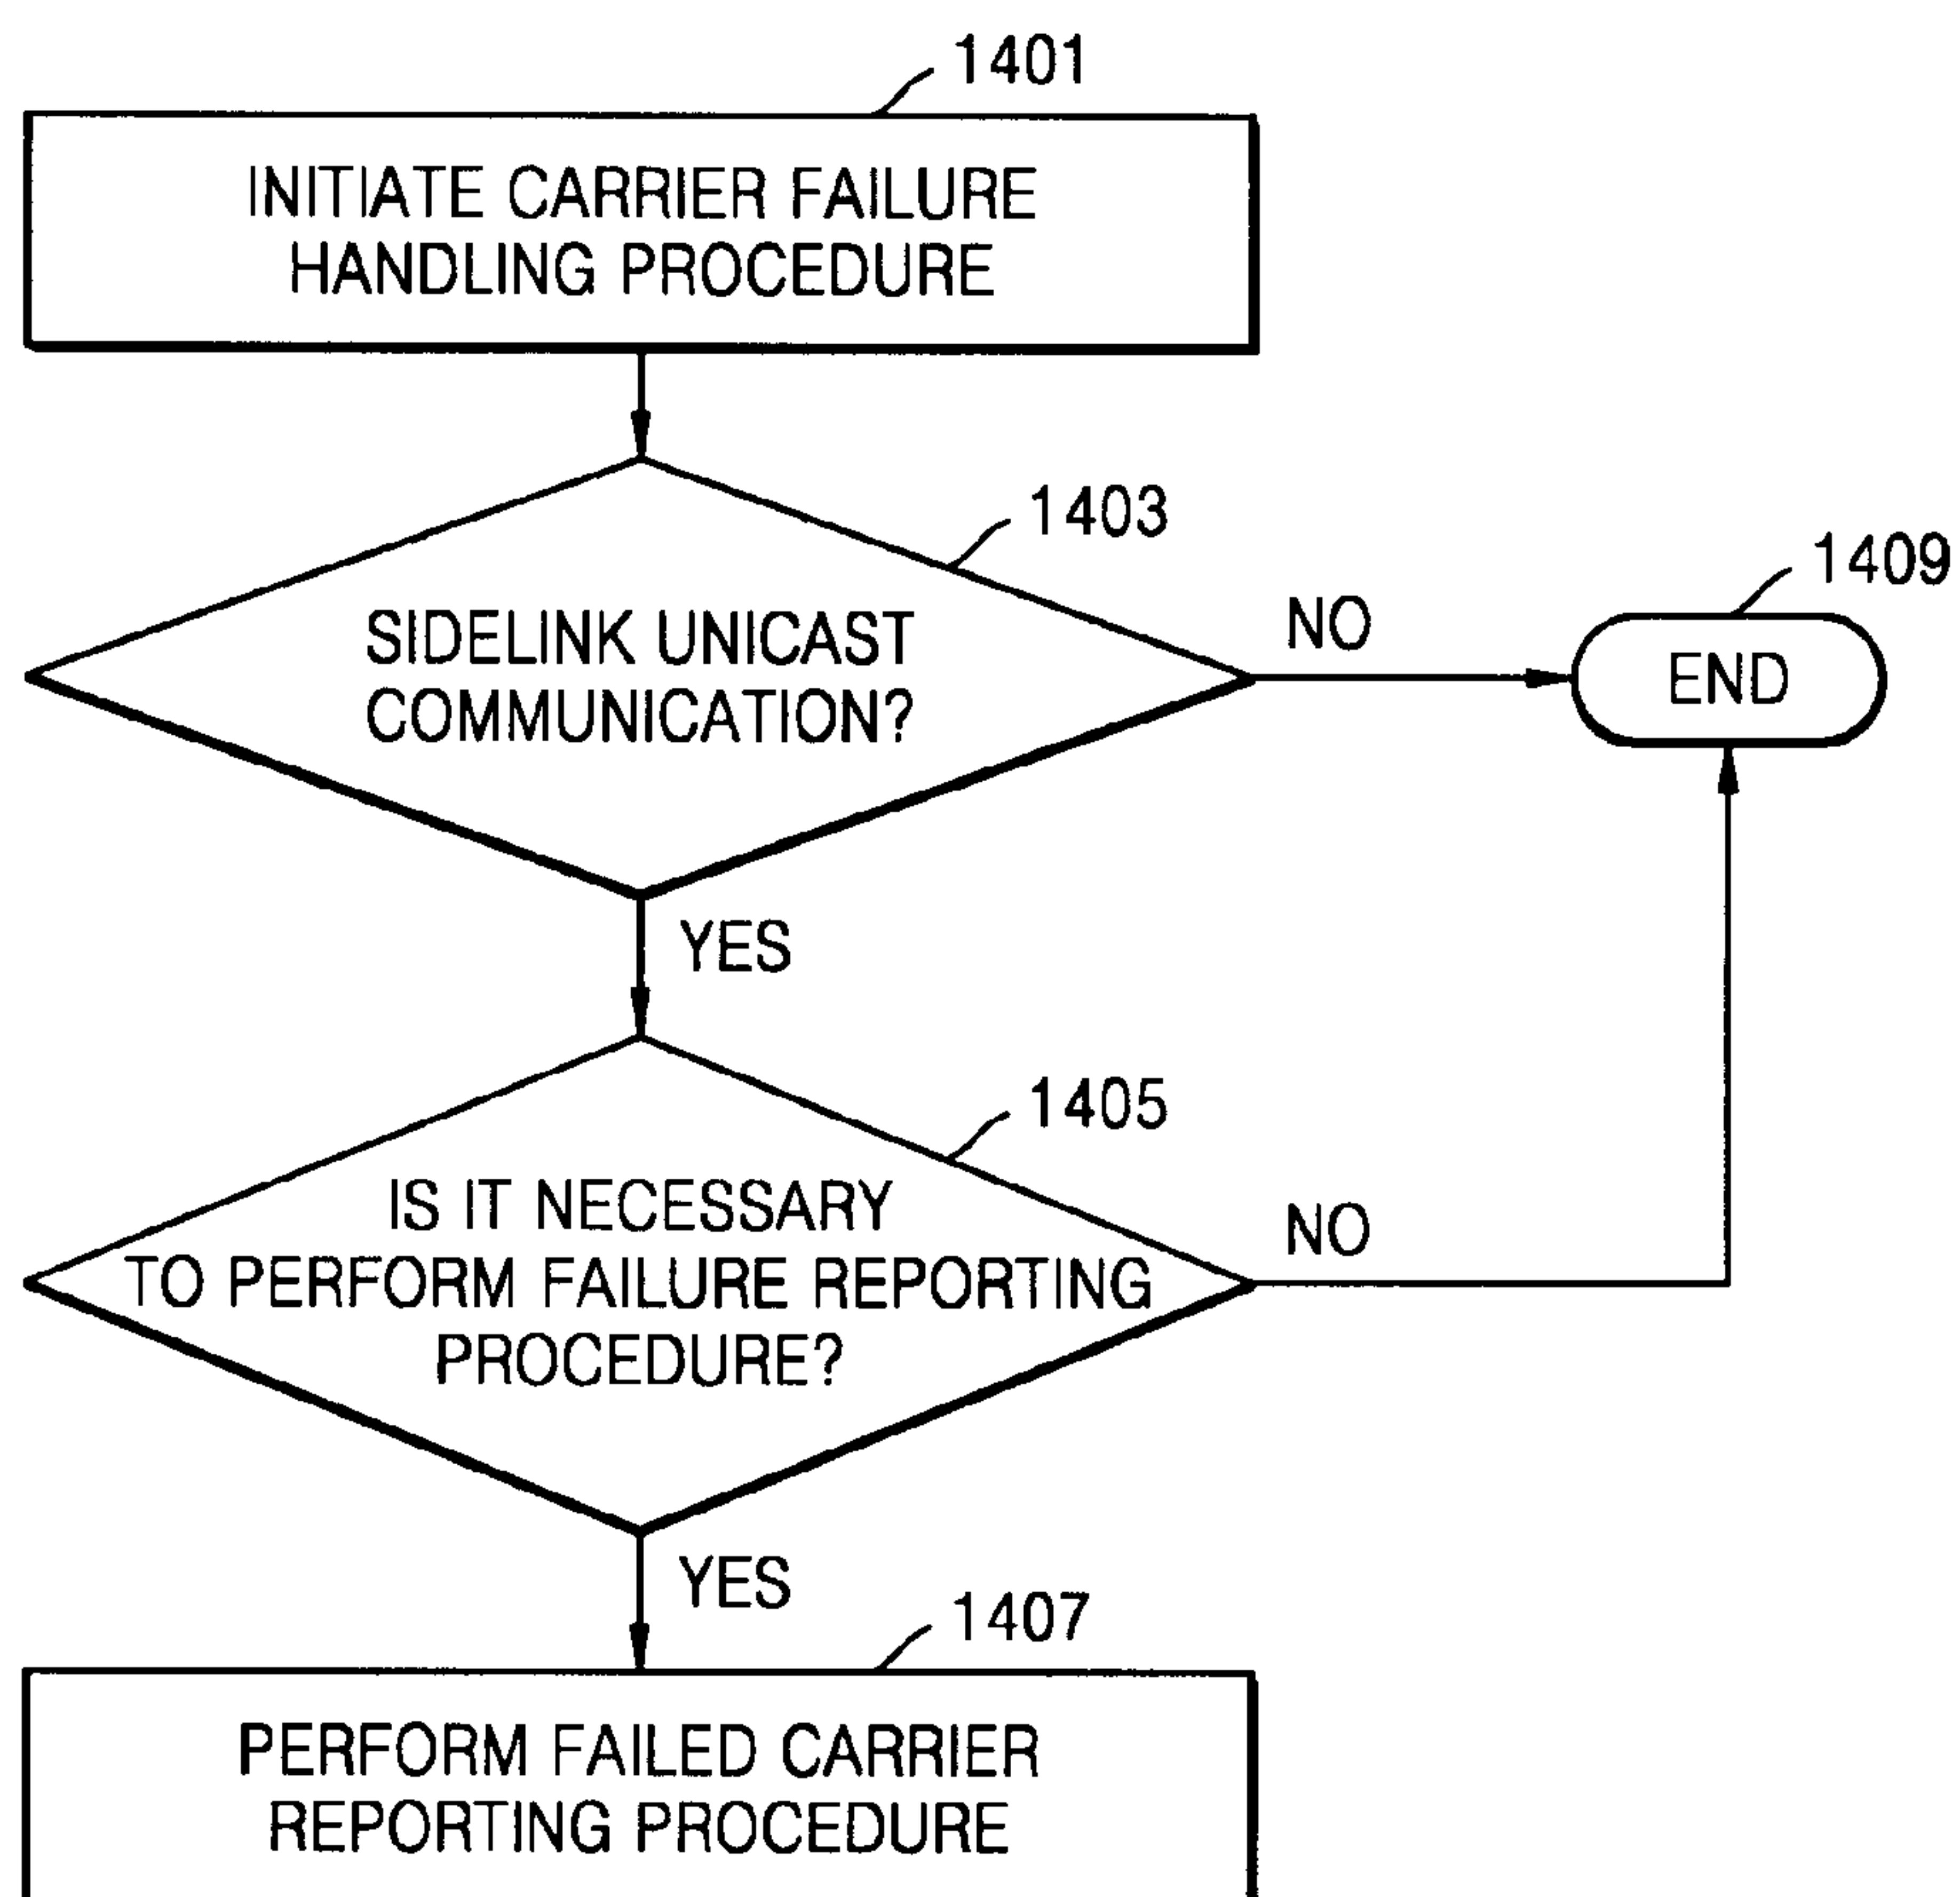 1401
INITIATE CARRIER FAILURE
HANDLING PROCEDURE
1403
SIDELINK UNICAST
COMMUNICATION?
NO
1409
END
YES
1405
IS IT NECESSARY
TO PERFORM FAILURE REPORTING
PROCEDURE?
NO
YES
1407
PERFORM FAILED CARRIER
REPORTING PROCEDURE